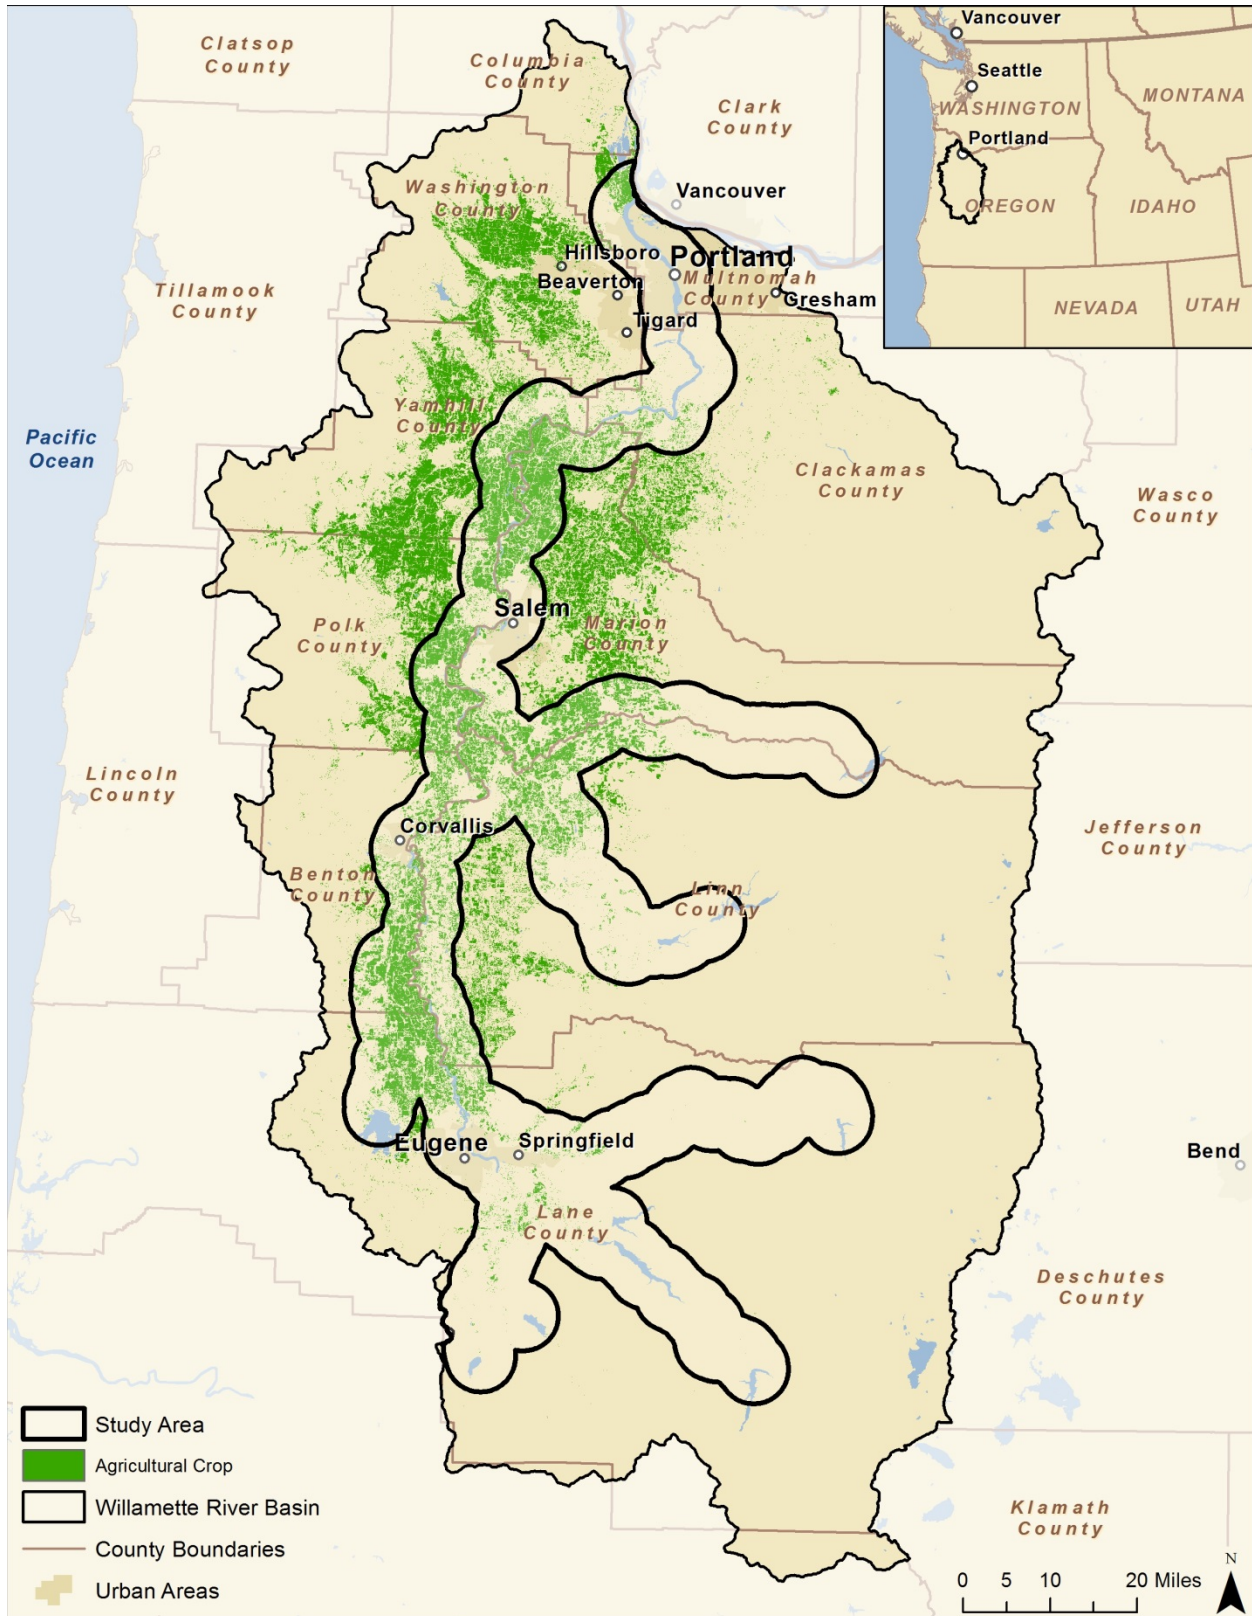 Clatsop
County
Columbia
County
Clark
County
Vancouver
Seattle
WASHINGTON
MONTANA
Portland
OREGON
IDAHO
NEVADA
UTAH
Washington
County
Vancouver
Hillsboro
Portland
Beaverton
Multnomah
County
Gresham
Tigard
Tillamook
County
Yamhill
County
Pacific
Ocean
Clackamas
County
Wasco
County
Salem
Polk
County
Marion
County
Lincoln
County
Corvallis
Jefferson
County
Benton
County
Linn
County
Eugene
Springfield
Bend
Lane
County
Deschutes
County
Klamath
County
Study Area
Agricultural Crop
Willamette River Basin
County Boundaries
Urban Areas
0 5 10 20 Miles
N